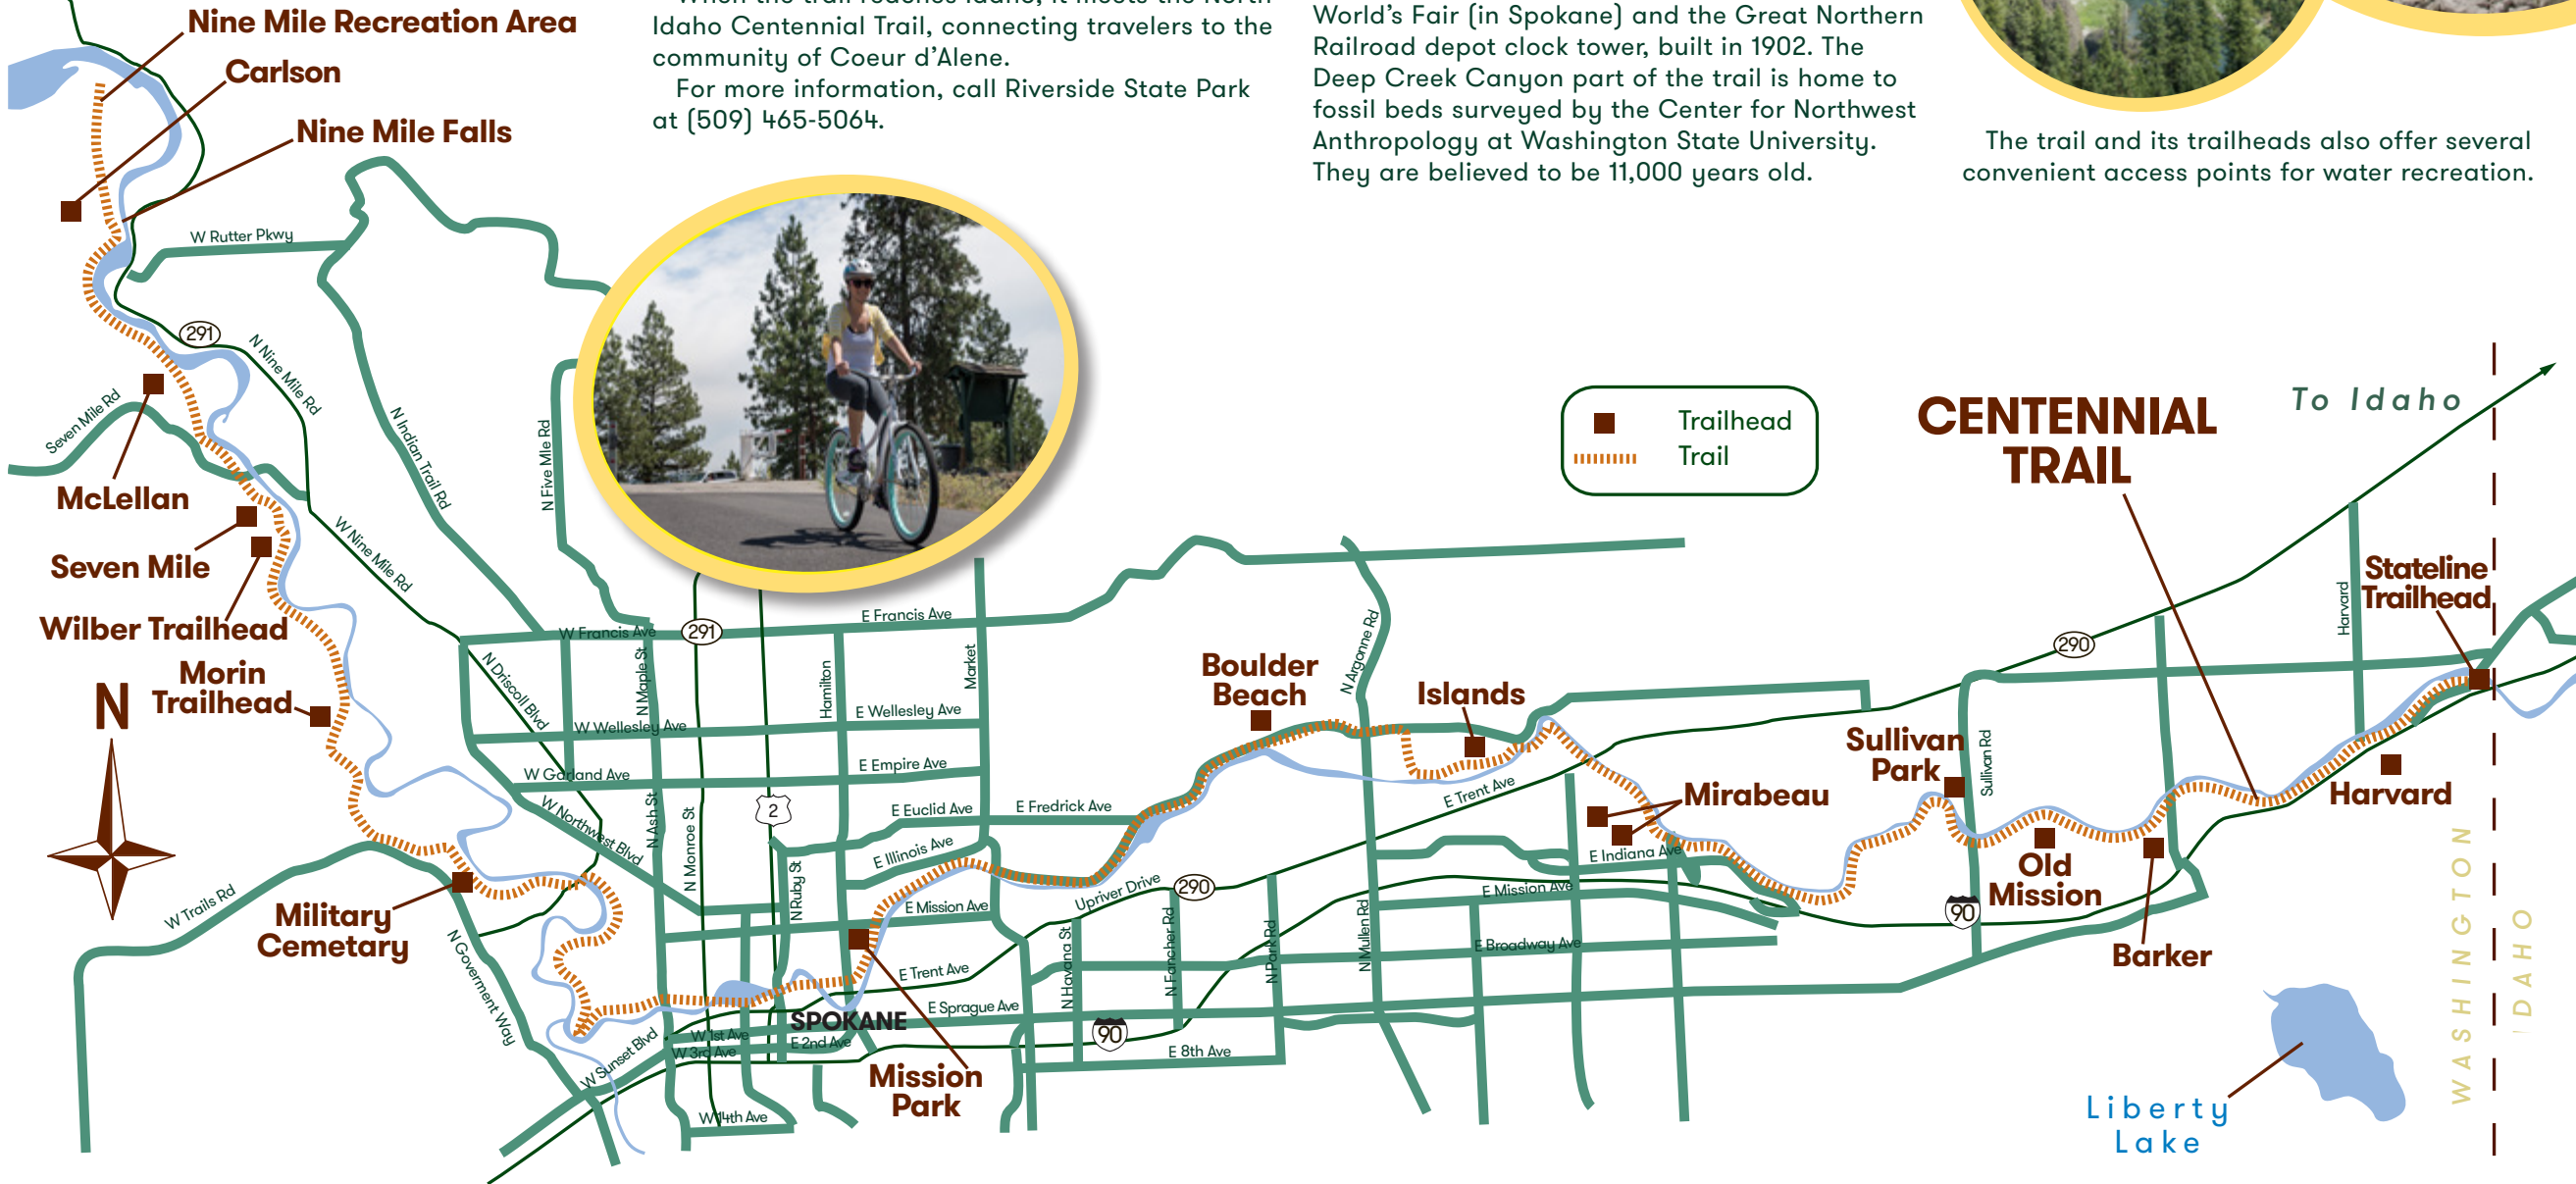 Idaho Centennial Trail, connecting travelers to the
community of Coeur d'Alene.
For more information, call Riverside State Park
at (509) 465-5064.
World's Fair (in Spokane) and the Great Northern
Railroad depot clock tower, built in 1902. The
Deep Creek Canyon part of the trail is home to
fossil beds surveyed by the Center for Northwest
Anthropology at Washington State University.
They are believed to be 11,000 years old.
The trail and its trailheads also offer several
convenient access points for water recreation.
Nine Mile Recreation Area
Carlson
Nine Mile Falls
W Rutter Pkwy
291
N Nine Mile Rd
Seven Mile Rd
N Indian Trail Rd
N Five Mle Rd
McLellan
Seven Mile
W Nine Mile Rd
Wilber Trailhead
Morin
Trailhead
N
Trailhead
Trail
CENTENNIAL
TRAIL
To Idaho
Stateline
Trailhead
Harvard
290
W Francis Ave
291
E Francis Ave
N Driscoll Blvd
N Maple St
Hamilton
Market
W Wellesley Ave
E Wellesley Ave
W Garland Ave
E Empire Ave
W Northwest Blvd
N Ash St
N Monroe St
2
E Euclid Ave
E Fredrick Ave
E Illinois Ave
N Ruby St
E Mission Ave
Boulder
Beach
N Argonne Rd
Islands
E Trent Ave
Mirabeau
Sullivan
Park
Sullivan Rd
Harvard
Old
Mission
Barker
E Indiana Ave
E Mission Ave
E Broadway Ave
90
Upriver Drive
290
N Havana St
N Fancher Rd
N Park Rd
N Mullen Rd
Military
Cemetary
W Trails Rd
N Goverment Way
W Sunset Blvd
E Trent Ave
E Sprague Ave
SPOKANE
W 1st Ave
E 2nd Ave
W 3rd Ave
90
E 8th Ave
Mission
Park
W 14th Ave
Liberty
Lake
WASHINGTON
IDAHO